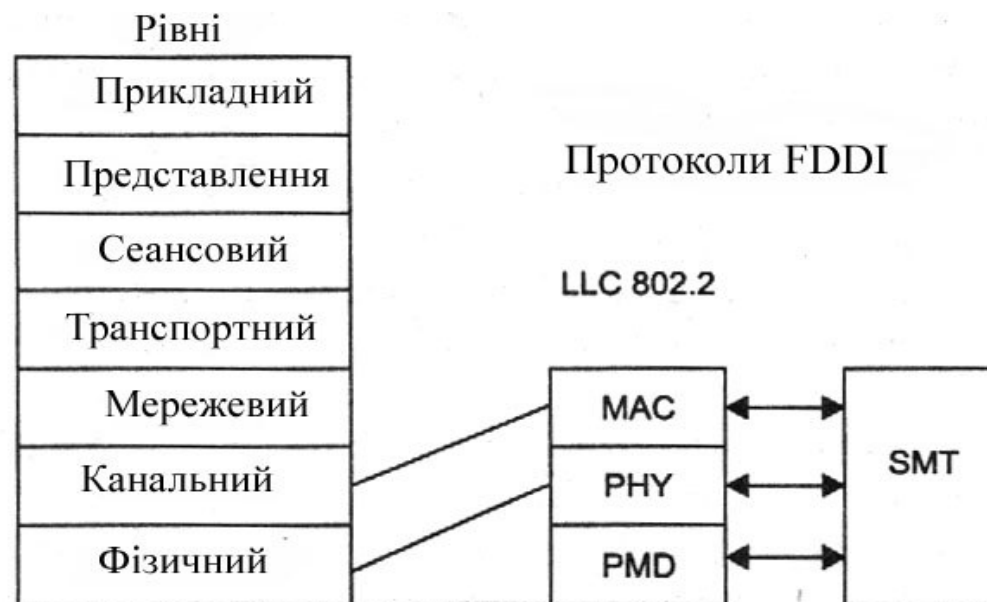 Рівні
Прикладний
Представлення
Сеансовий
Транспортний
Мережевий
Канальний
Фізичний
Протоколи FDDI
LLC 802.2
MAC
PHY
PMD
SMT